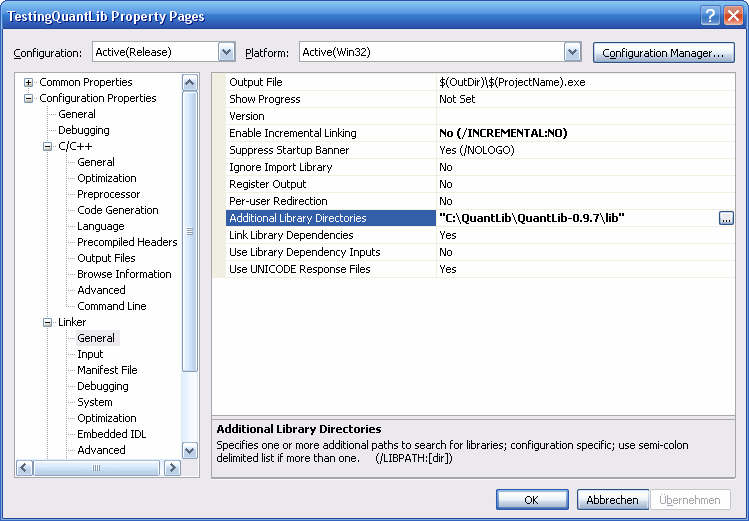 TestingQuantLib Property Pages
Configuration: Active(Release) Platform: Active(Win32) Configuration Manager...
Common Properties
Configuration Properties
General
Debugging
C/C++
General
Optimization
Preprocessor
Code Generation
Language
Precompiled Headers
Output Files
Browse Information
Advanced
Command Line
Linker
General
Input
Manifest File
Debugging
System
Optimization
Embedded IDL
Advanced
Output File $(OutDir)\$(ProjectName).exe
Show Progress Not Set
Version
Enable Incremental Linking No (/INCREMENTAL:NO)
Suppress Startup Banner Yes (/NOLOGO)
Ignore Import Library No
Register Output No
Per-user Redirection No
Additional Library Directories "C:\QuantLib\QuantLib-0.9.7\lib" ...
Link Library Dependencies Yes
Use Library Dependency Inputs No
Use UNICODE Response Files Yes
Additional Library Directories
Specifies one or more additional paths to search for libraries; configuration specific; use semi-colon
delimited list if more than one. (/LIBPATH:[dir])
OK Abbrechen Übernehmen